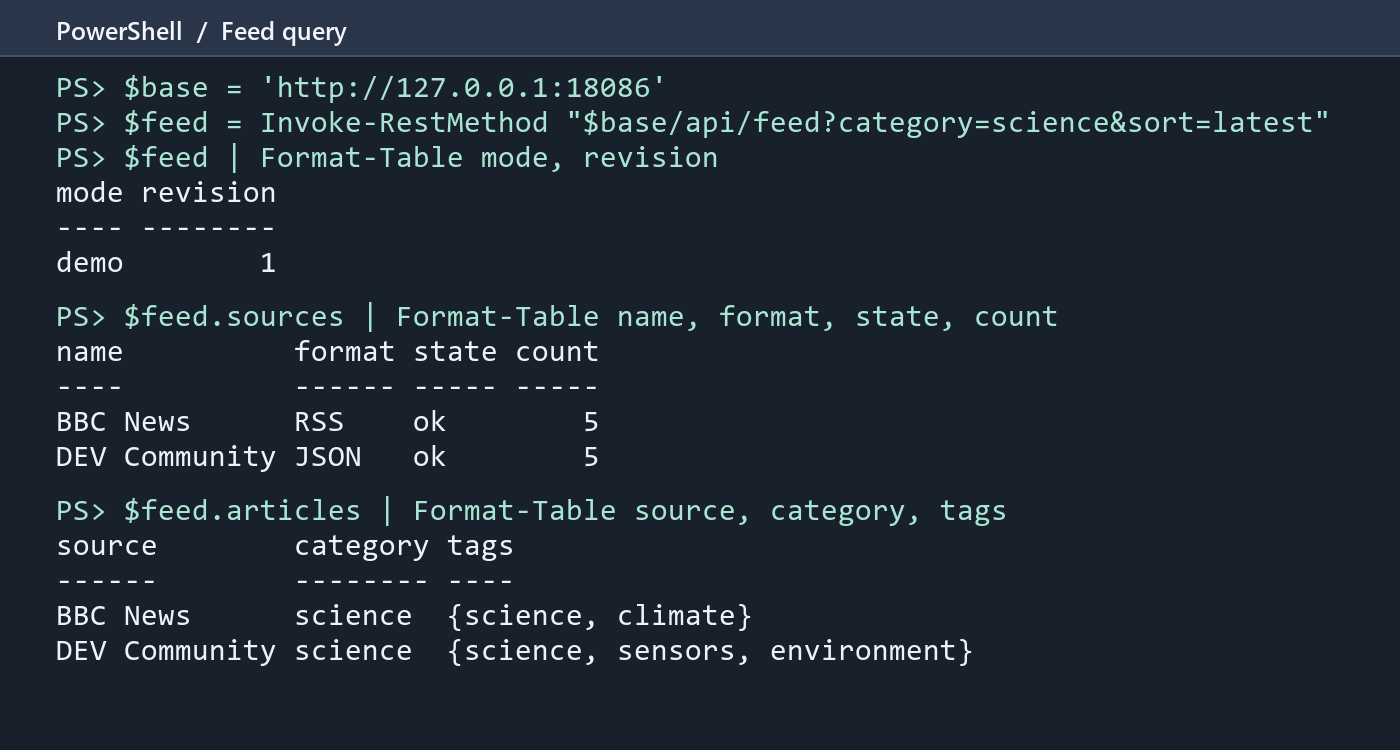 PowerShell / Feed query
PS> $base = 'http://127.0.0.1:18086'
PS> $feed = Invoke-RestMethod "$base/api/feed?category=science&sort=latest"
PS> $feed | Format-Table mode, revision
mode revision
---- --------
demo        1
PS> $feed.sources | Format-Table name, format, state, count
name          format state count
----          ------ ----- -----
BBC News      RSS    ok        5
DEV Community JSON   ok        5
PS> $feed.articles | Format-Table source, category, tags
source        category tags
------        -------- ----
BBC News      science  {science, climate}
DEV Community science  {science, sensors, environment}